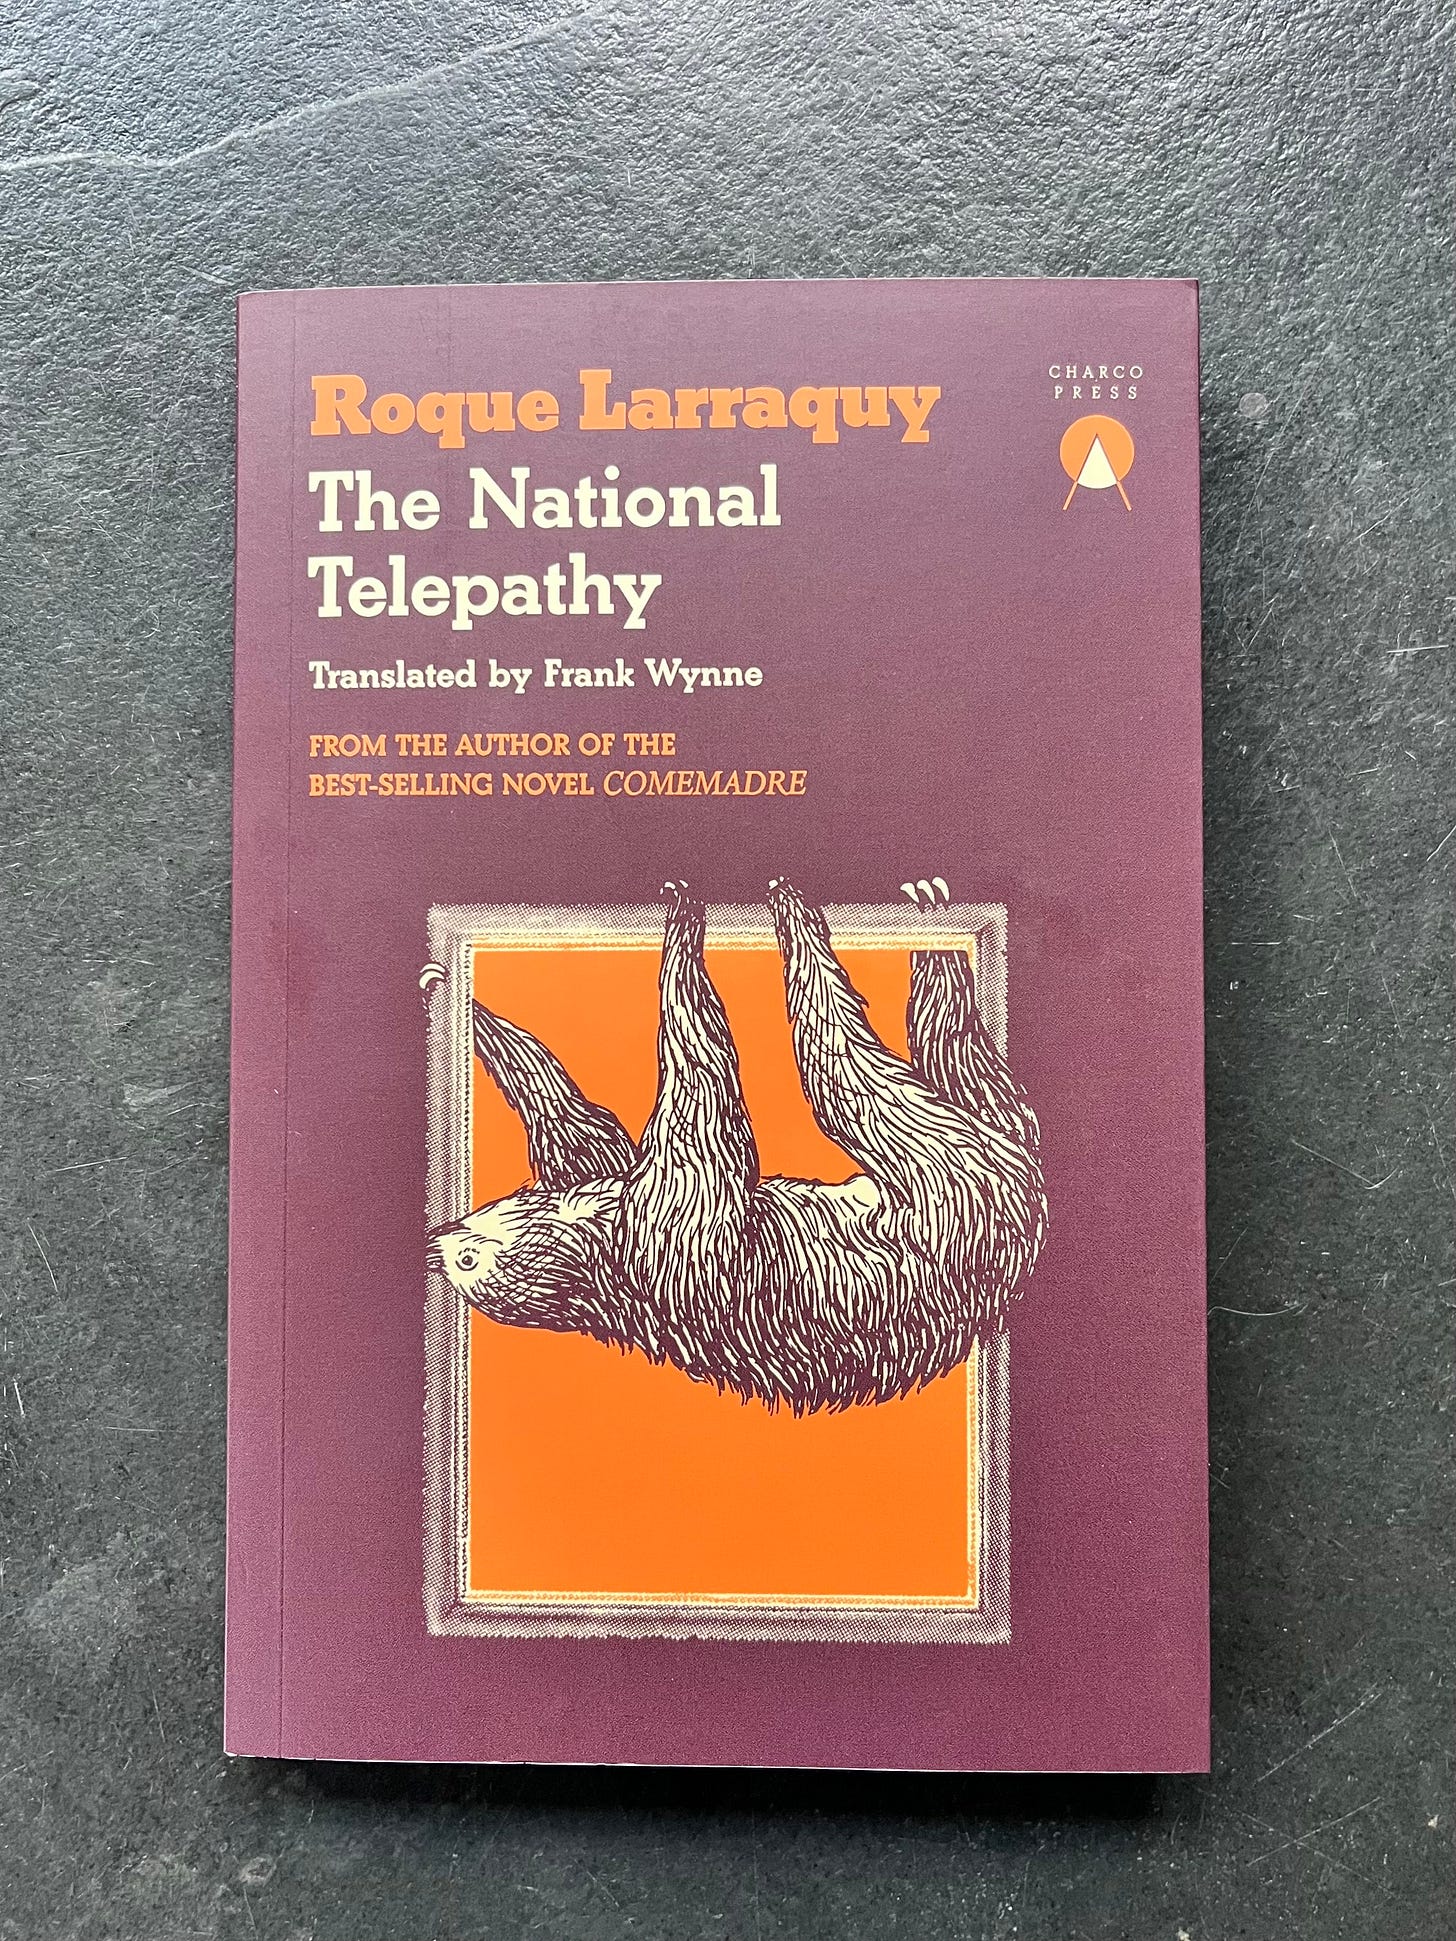 Roque Larraquy
CHARCO
PRESS
The National
Telepathy
Translated by Frank Wynne
FROM THE AUTHOR OF THE
BEST-SELLING NOVEL COMEMADRE